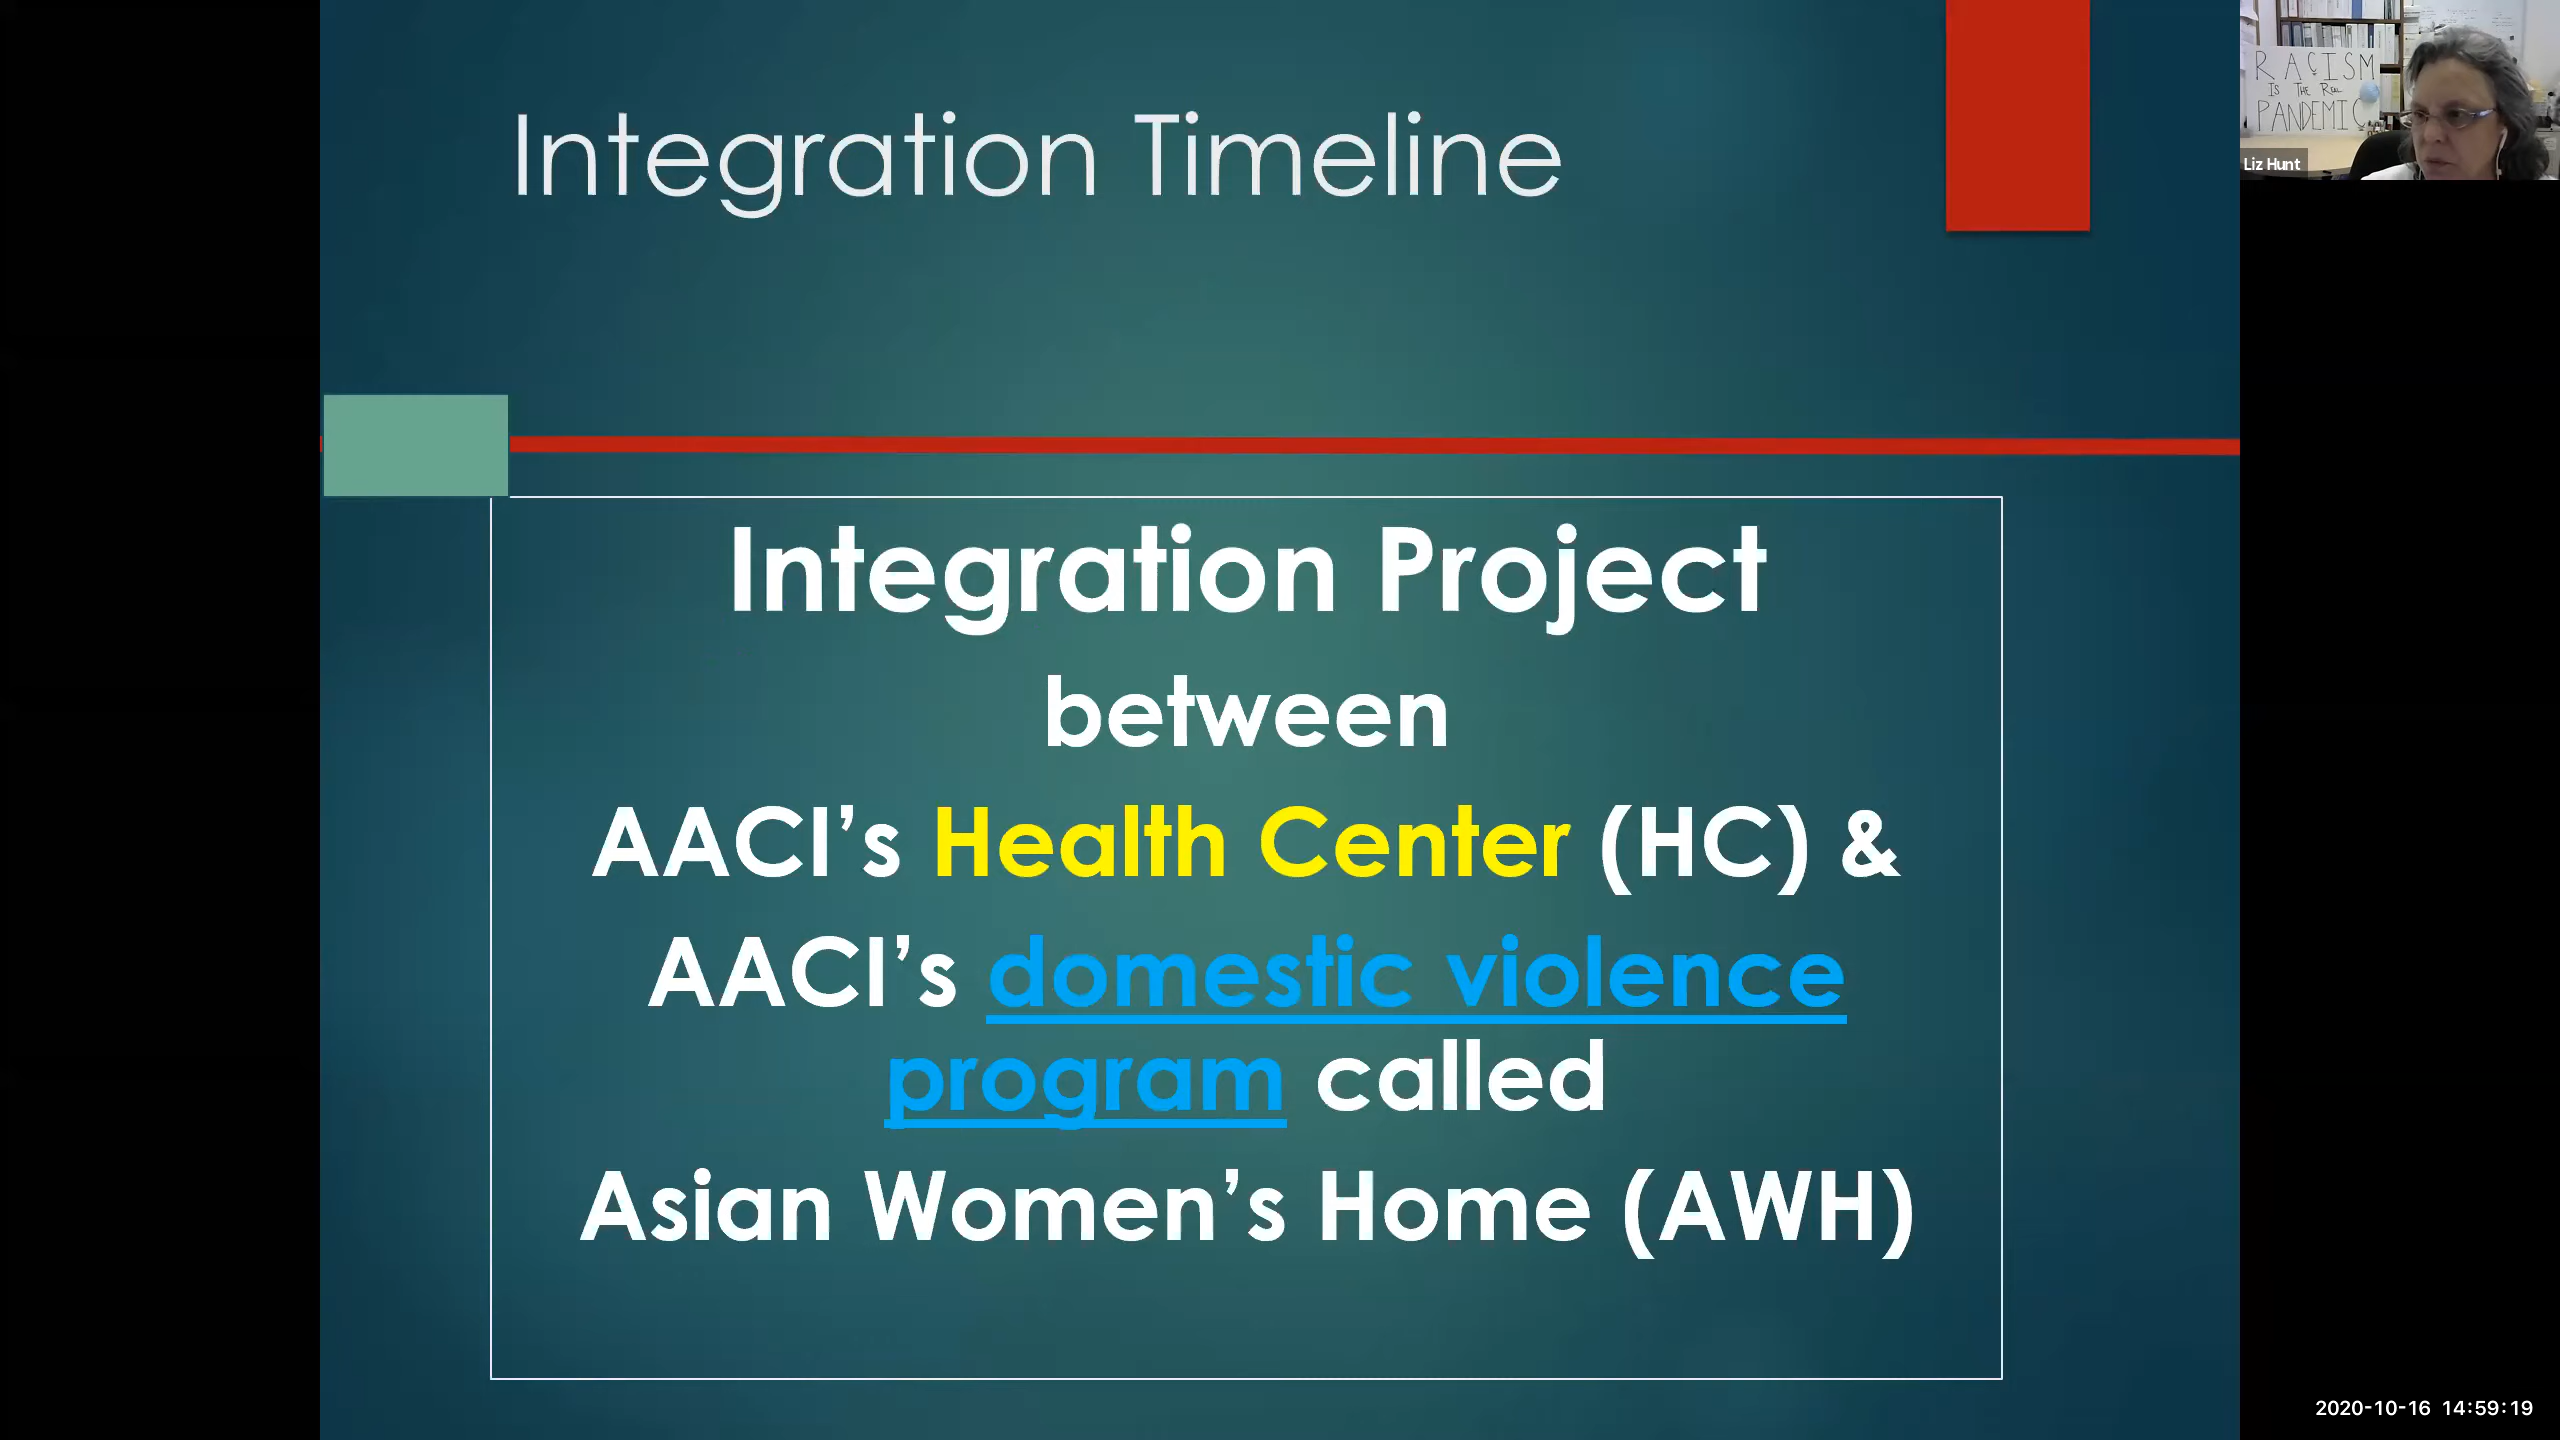 Integration Timeline
Integration Project
between
AACI’s Health Center (HC) &
AACI’s domestic violence
program called
Asian Women’s Home (AWH)
RACISM
IS THE REAL
PANDEMIC
Liz Hunt
2020-10-16 14:59:19